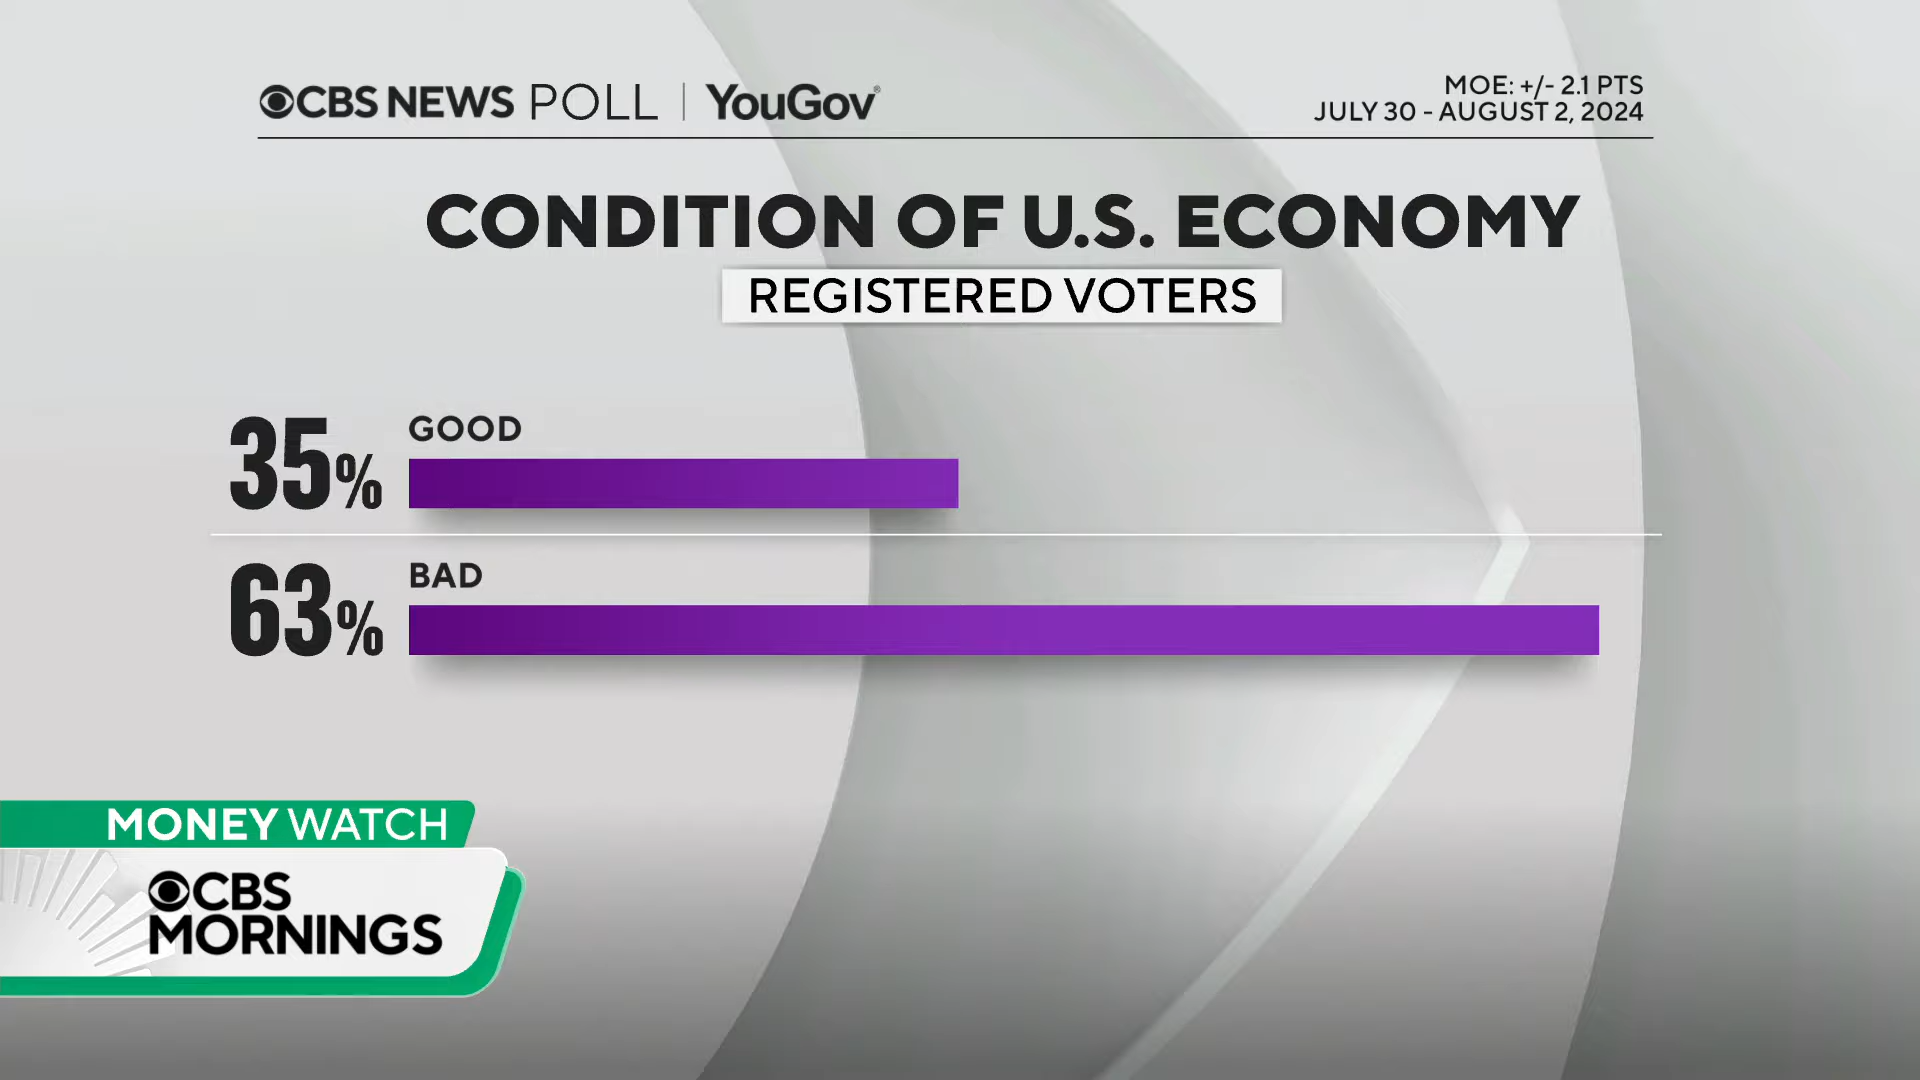 CBS NEWS POLL | YouGov®
MOE: +/- 2.1 PTS
JULY 30 - AUGUST 2, 2024
CONDITION OF U.S. ECONOMY
REGISTERED VOTERS
35% GOOD
63% BAD
MONEY WATCH
CBS
MORNINGS